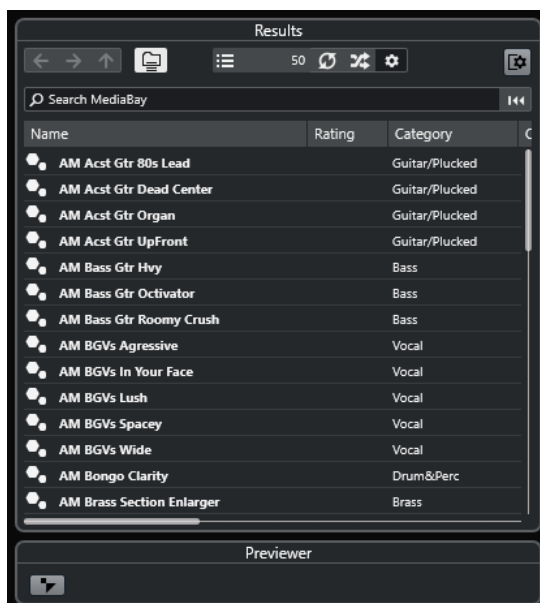 Results
50
Search MediaBay
Name Rating Category C
AM Acst Gtr 80s Lead Guitar/Plucked
AM Acst Gtr Dead Center Guitar/Plucked
AM Acst Gtr Organ Guitar/Plucked
AM Acst Gtr UpFront Guitar/Plucked
AM Bass Gtr Hvy Bass
AM Bass Gtr Octivator Bass
AM Bass Gtr Roomy Crush Bass
AM BGVs Agressive Vocal
AM BGVs In Your Face Vocal
AM BGVs Lush Vocal
AM BGVs Spacey Vocal
AM BGVs Wide Vocal
AM Bongo Clarity Drum&Perc
AM Brass Section Enlarger Brass
Previewer